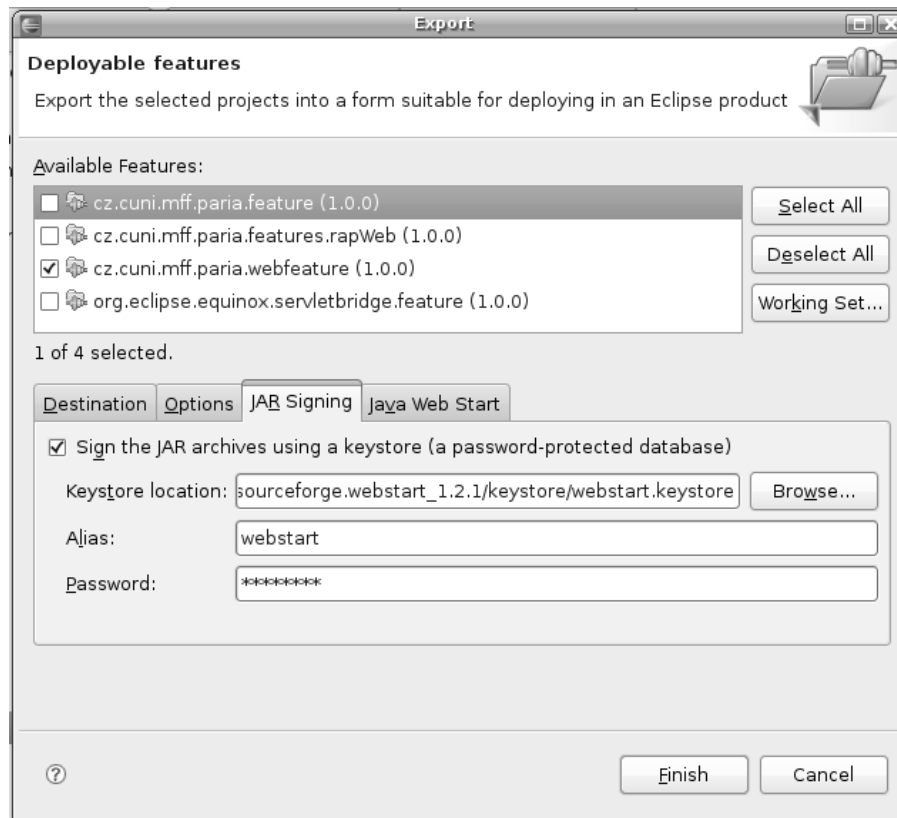 Export
Deployable features
Export the selected projects into a form suitable for deploying in an Eclipse product
Available Features:
cz.cuni.mff.paria.feature (1.0.0)
cz.cuni.mff.paria.features.rapWeb (1.0.0)
cz.cuni.mff.paria.webfeature (1.0.0)
org.eclipse.equinox.servletbridge.feature (1.0.0)
Select All
Deselect All
Working Set...
1 of 4 selected.
Destination Options JAR Signing Java Web Start
Sign the JAR archives using a keystore (a password-protected database)
Keystore location: sourceforge.webstart_1.2.1/keystore/webstart.keystore Browse...
Alias: webstart
Password: ********
? Finish Cancel